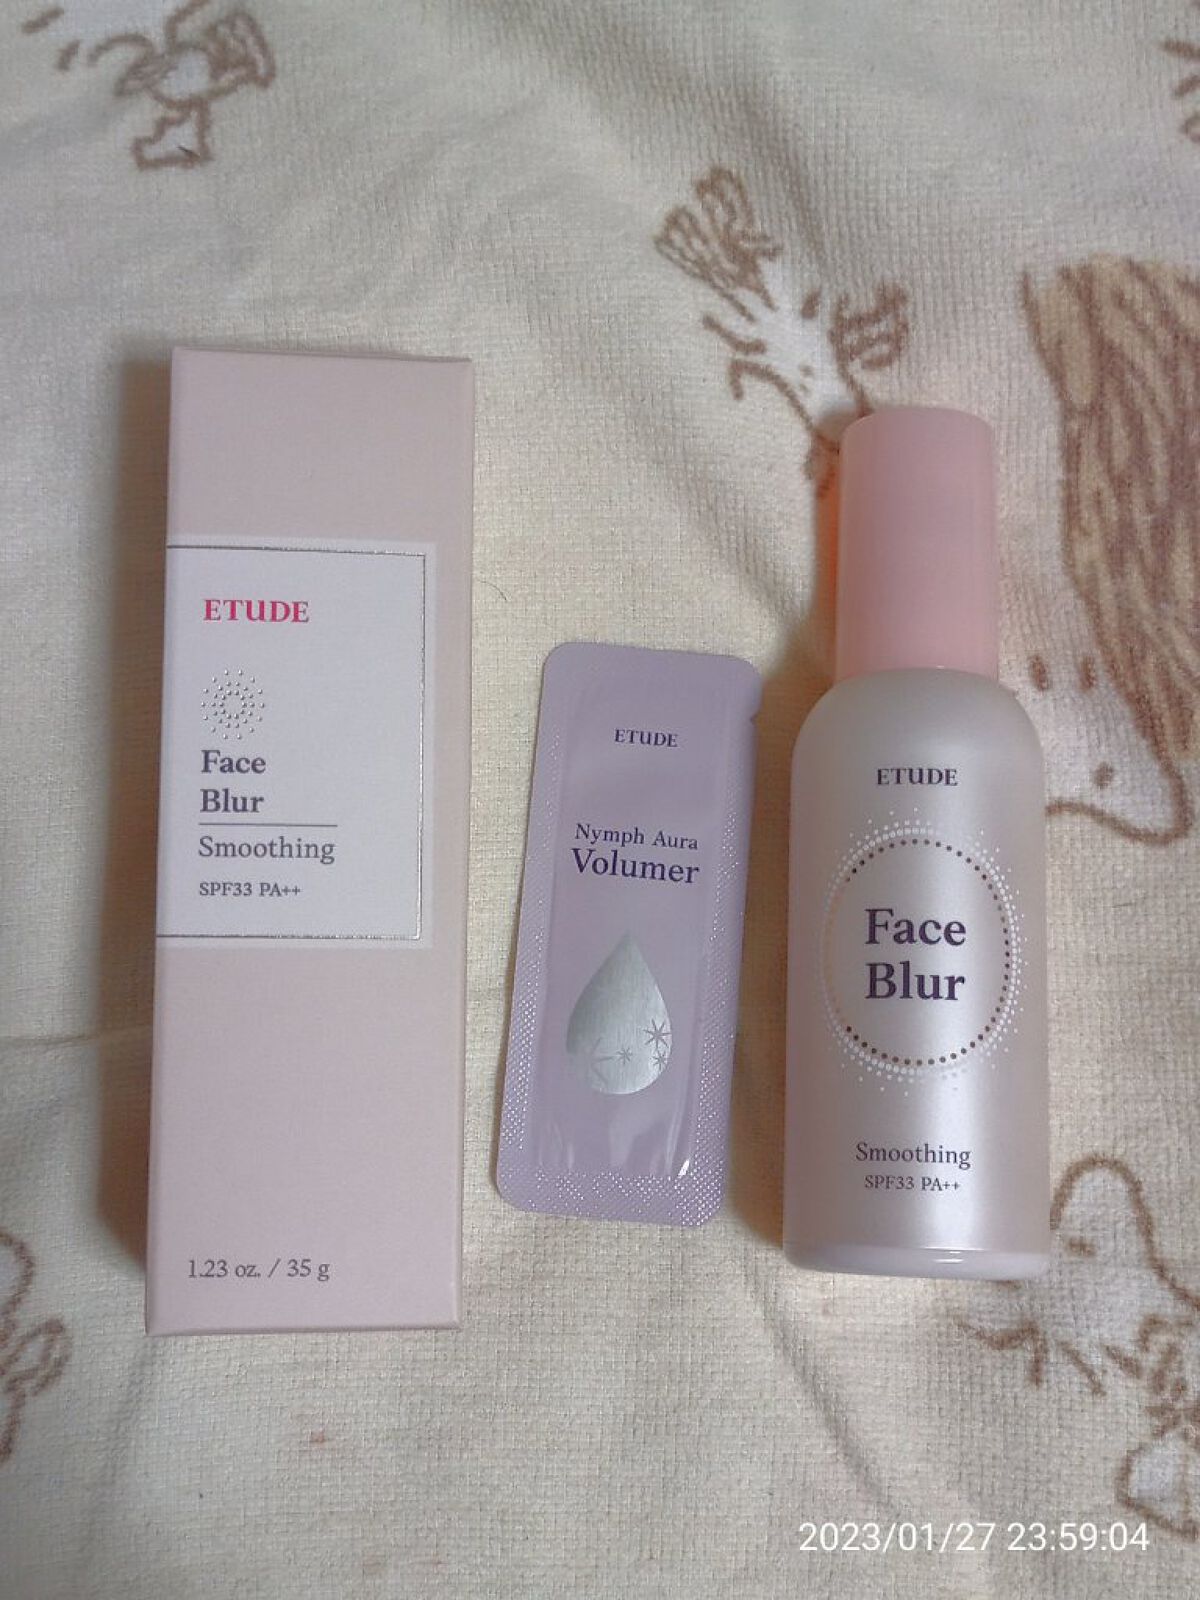 ETUDE
Face
Blur
Smoothing
SPF33 PA++
1.23 oz. / 35 g
ETUDE
Nymph Aura
Volumer
ETUDE
Face
Blur
Smoothing
SPF33 PA++
2023/01/27 23:59:04